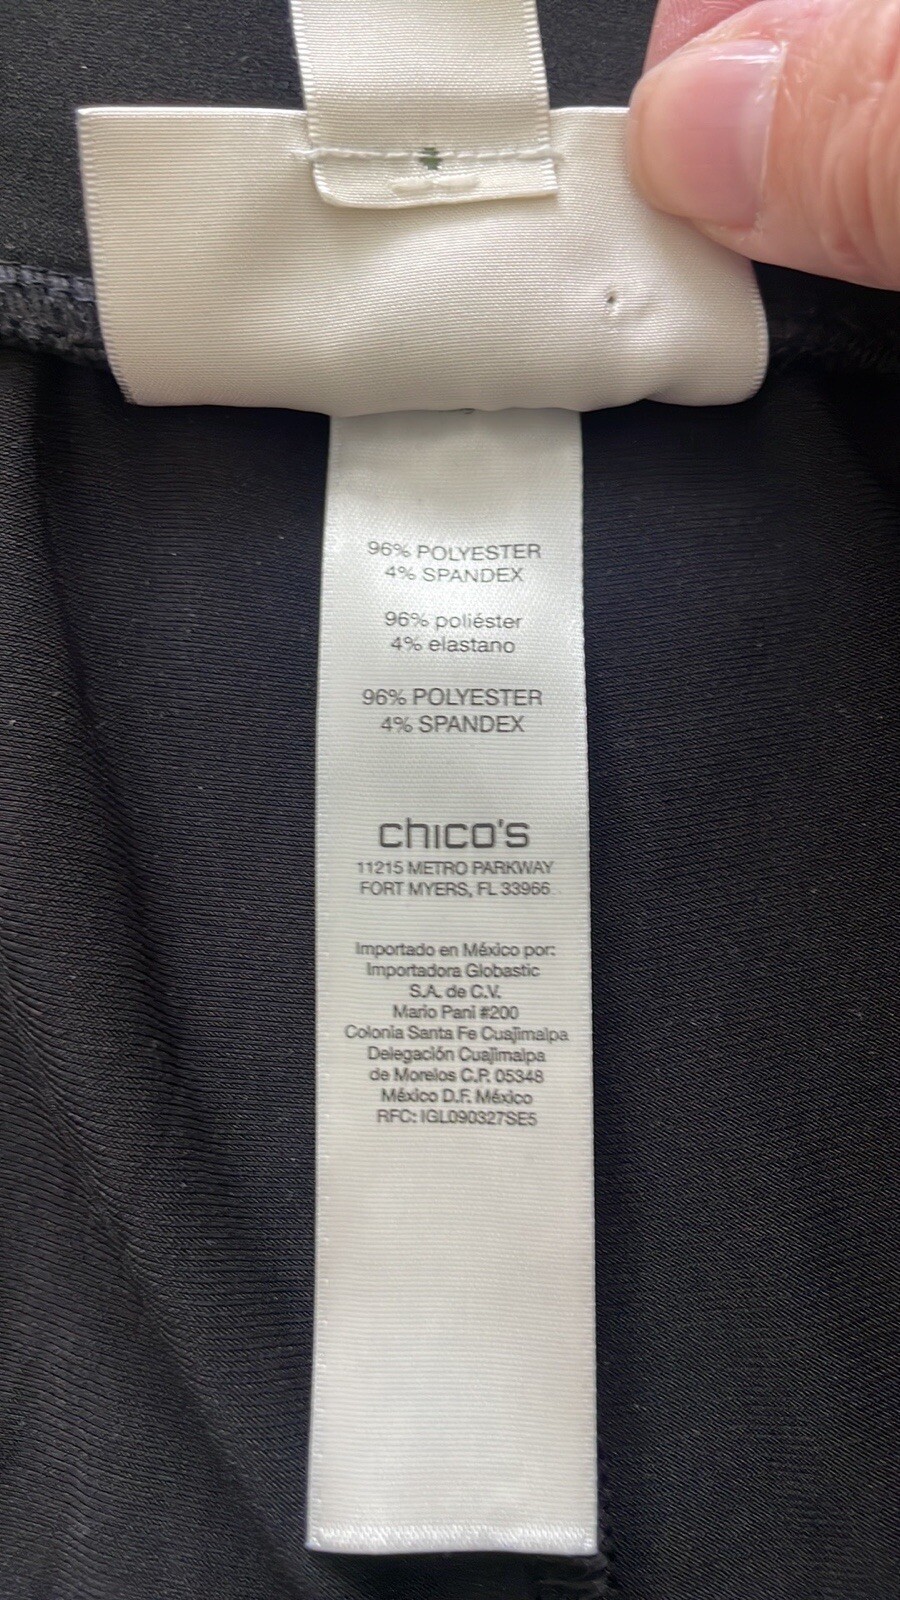 96% POLYESTER
4% SPANDEX
96% poliéster
4% elastano
96% POLYESTER
4% SPANDEX
chico's
11215 METRO PARKWAY
FORT MYERS, FL 33966
Importado en México por:
Importadora Globastic
S.A. de C.V.
Mario Pani #200
Colonia Santa Fe Cuajimalpa
Delegación Cuajimalpa
de Morelos C.P. 05348
México D.F. México
RFC: IGL090327SE5